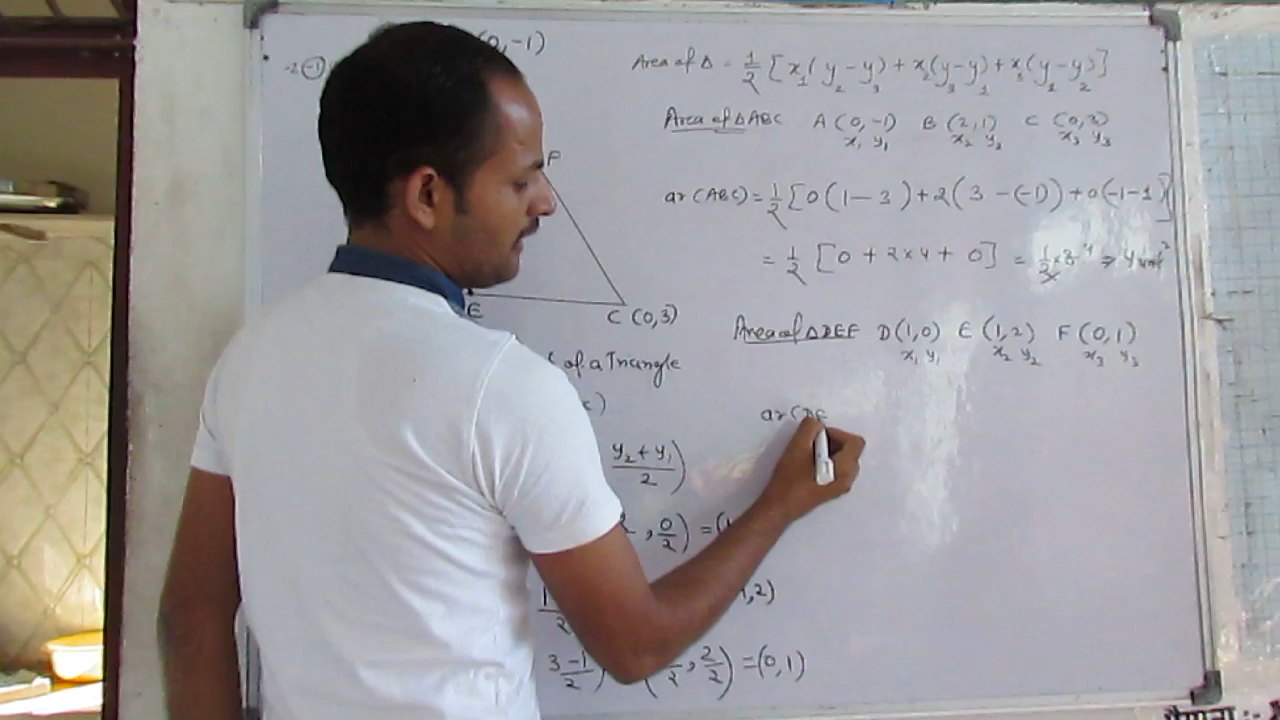 (0,-1)
-2 -1
F
E
C (0,3)
of a Triangle
c)
y₂ + y₁
2
, 0/2) = (
1
2
,2)
3-1/2)
/2 , 2/2) = (0,1)
Area of Δ = 1/2 [x₁(y₂ - y₃) + x₂(y₃ - y₁) + x₃(y₁ - y₂)]
Area of ΔABC A (0,-1) B (2,1) C (0,3)
x₁ y₁ x₂ y₂ x₃ y₃
ar (ABC) = 1/2 [0(1-3) + 2(3-(-1)) + 0(-1-1)]
= 1/2 [0 + 2×4 + 0] = 1/2 × 8 4 ⇒ 4 unit²
Area of ΔDEF D(1,0) E (1,2) F (0,1)
x₁ y₁ x₂ y₂ x₃ y₃
ar (DE